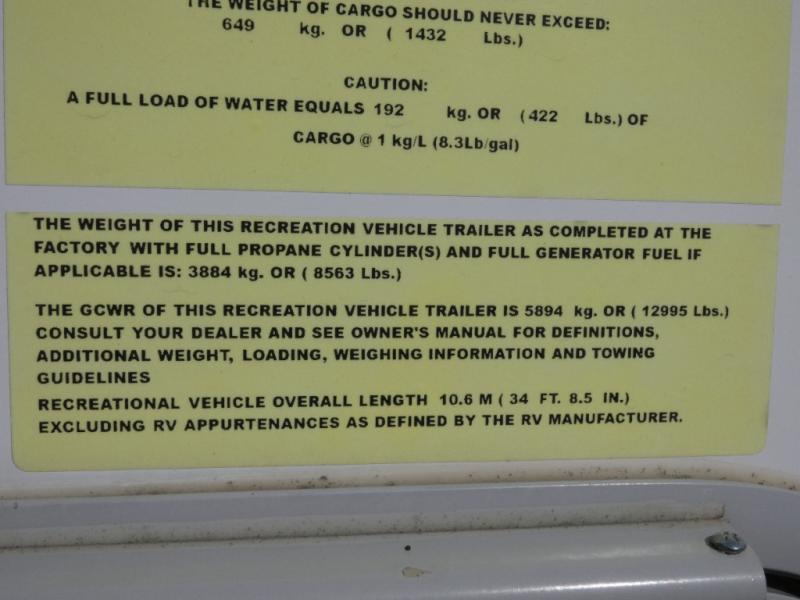 THE WEIGHT OF CARGO SHOULD NEVER EXCEED:
649 kg. OR ( 1432 Lbs.)
CAUTION:
A FULL LOAD OF WATER EQUALS 192 kg. OR (422 Lbs.) OF
CARGO @ 1 kg/L (8.3Lb/gal)
THE WEIGHT OF THIS RECREATION VEHICLE TRAILER AS COMPLETED AT THE
FACTORY WITH FULL PROPANE CYLINDER(S) AND FULL GENERATOR FUEL IF
APPLICABLE IS: 3884 kg. OR ( 8563 Lbs.)
THE GCWR OF THIS RECREATION VEHICLE TRAILER IS 5894 kg. OR ( 12995 Lbs.)
CONSULT YOUR DEALER AND SEE OWNER'S MANUAL FOR DEFINITIONS,
ADDITIONAL WEIGHT, LOADING, WEIGHING INFORMATION AND TOWING
GUIDELINES
RECREATIONAL VEHICLE OVERALL LENGTH 10.6 M ( 34 FT. 8.5 IN.)
EXCLUDING RV APPURTENANCES AS DEFINED BY THE RV MANUFACTURER.